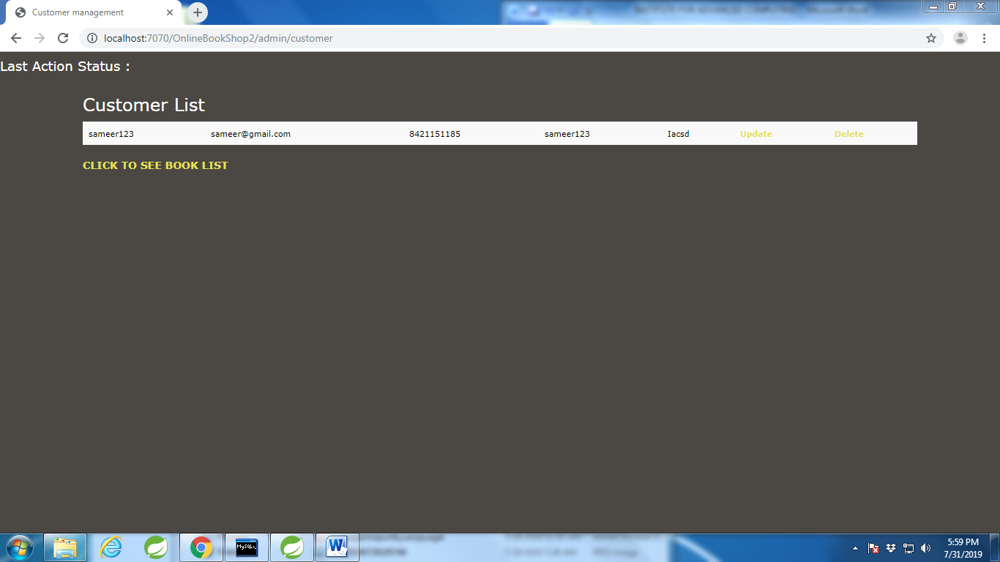 Customer management
localhost:7070/OnlineBookShop2/admin/customer
Last Action Status :
Customer List
sameer123 sameer@gmail.com 8421151185 sameer123 Iacsd Update Delete
CLICK TO SEE BOOK LIST
5:59 PM
7/31/2019